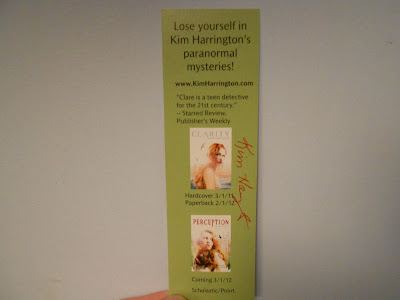 Lose yourself in
Kim Harrington's
paranormal
mysteries!
www.KimHarrington.com
"Clare is a teen detective
for the 21st century."
– Starred Review,
Publisher's Weekly
CLARITY
Kim
Hardcover 3/1/11
Paperback 2/1/12
PERCEPTION
Coming 3/1/12
Scholastic/Point